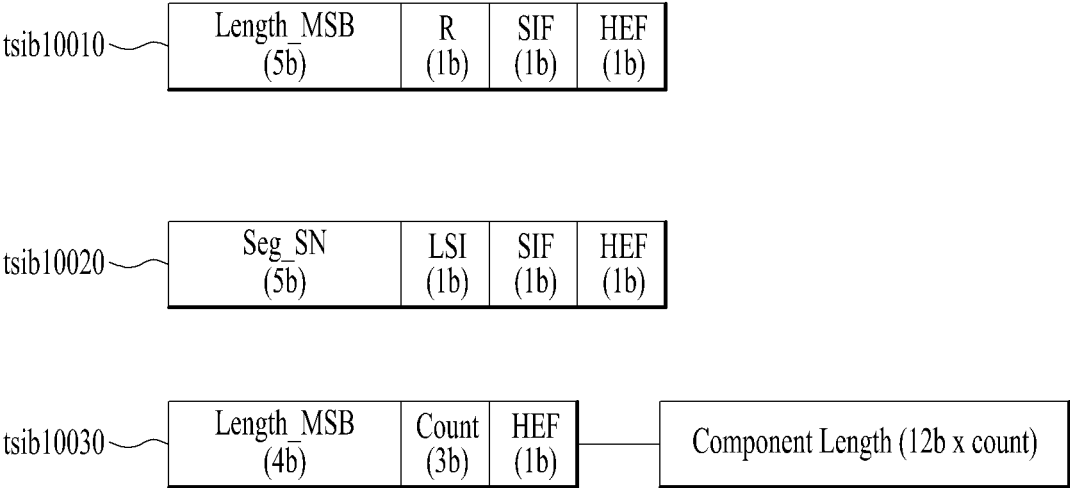 tsib10010
Length_MSB
(5b)
R
(1b)
SIF
(1b)
HEF
(1b)
tsib10020
Seg_SN
(5b)
LSI
(1b)
SIF
(1b)
HEF
(1b)
tsib10030
Length_MSB
(4b)
Count
(3b)
HEF
(1b)
Component Length (12b x count)